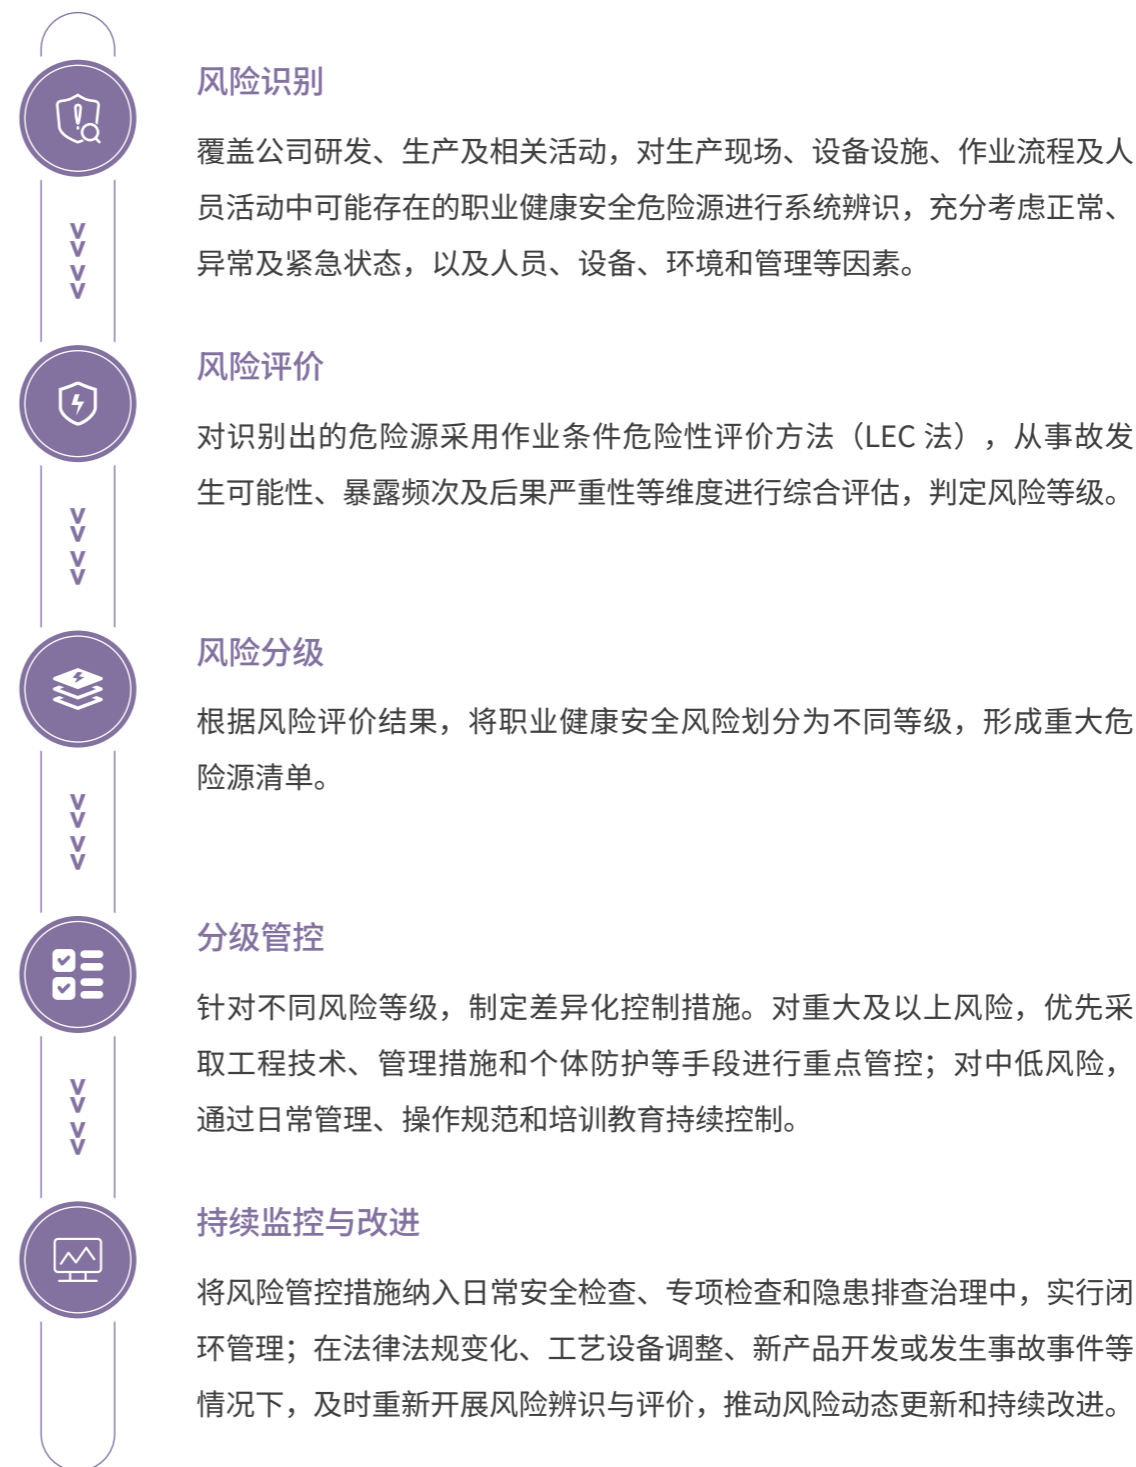 风险识别
覆盖公司研发、生产及相关活动，对生产现场、设备设施、作业流程及人
员活动中可能存在的职业健康安全危险源进行系统辨识，充分考虑正常、
异常及紧急状态，以及人员、设备、环境和管理等因素。
风险评价
对识别出的危险源采用作业条件危险性评价方法（LEC 法），从事故发
生可能性、暴露频次及后果严重性等维度进行综合评估，判定风险等级。
风险分级
根据风险评价结果，将职业健康安全风险划分为不同等级，形成重大危
险源清单。
分级管控
针对不同风险等级，制定差异化控制措施。对重大及以上风险，优先采
取工程技术、管理措施和个体防护等手段进行重点管控；对中低风险，
通过日常管理、操作规范和培训教育持续控制。
持续监控与改进
将风险管控措施纳入日常安全检查、专项检查和隐患排查治理中，实行闭
环管理；在法律法规变化、工艺设备调整、新产品开发或发生事故事件等
情况下，及时重新开展风险辨识与评价，推动风险动态更新和持续改进。